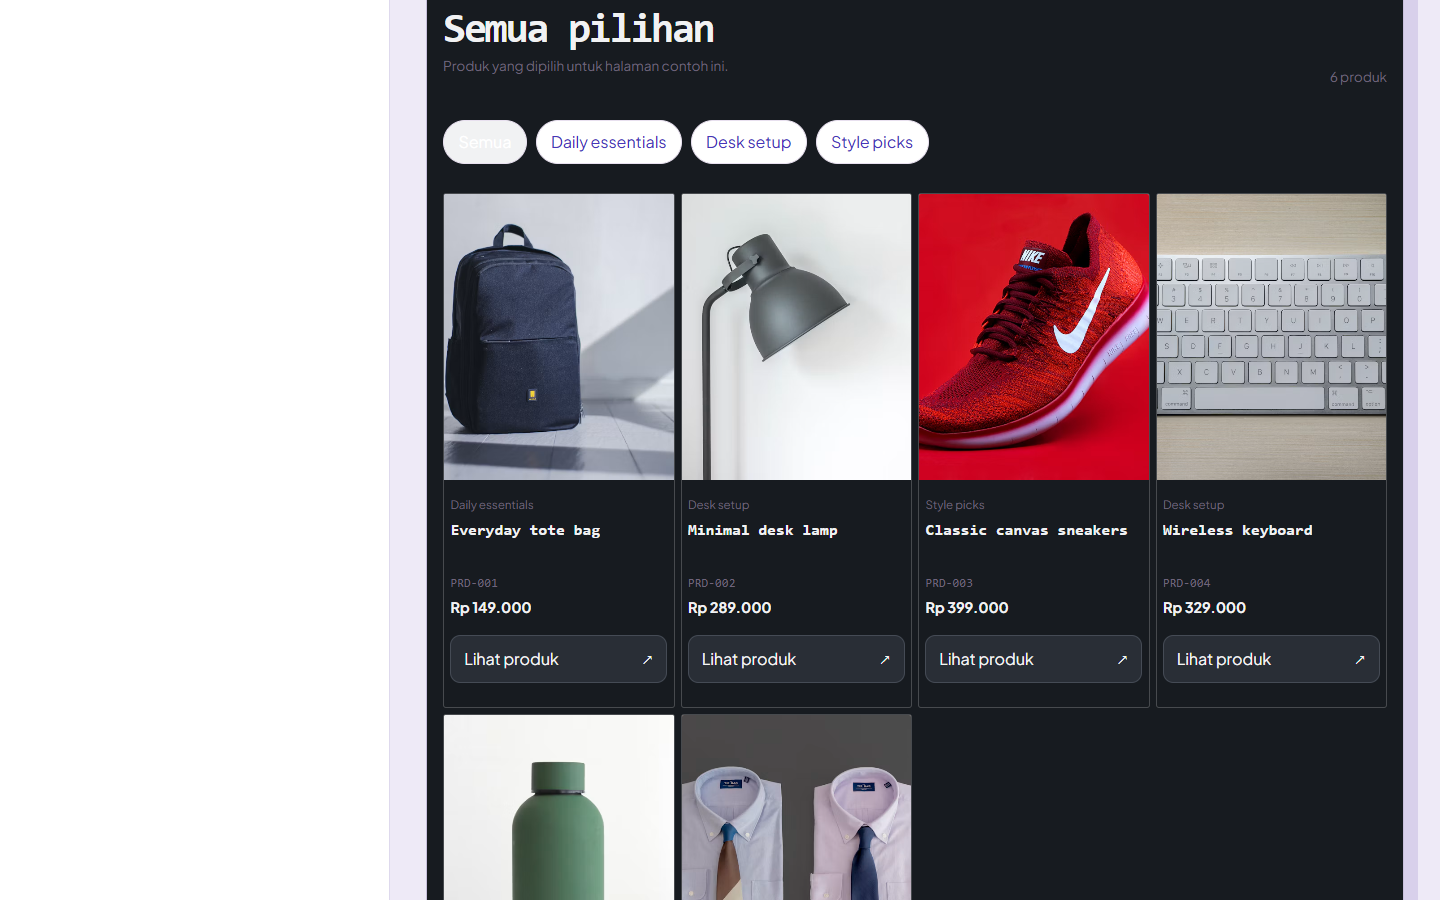 Semua pilihan
Produk yang dipilih untuk halaman contoh ini.
6 produk
Semua
Daily essentials
Desk setup
Style picks
NIKE
Daily essentials
Everyday tote bag
PRD-001
Rp 149.000
Lihat produk ↗
Desk setup
Minimal desk lamp
PRD-002
Rp 289.000
Lihat produk ↗
Style picks
Classic canvas sneakers
PRD-003
Rp 399.000
Lihat produk ↗
Desk setup
Wireless keyboard
PRD-004
Rp 329.000
Lihat produk ↗